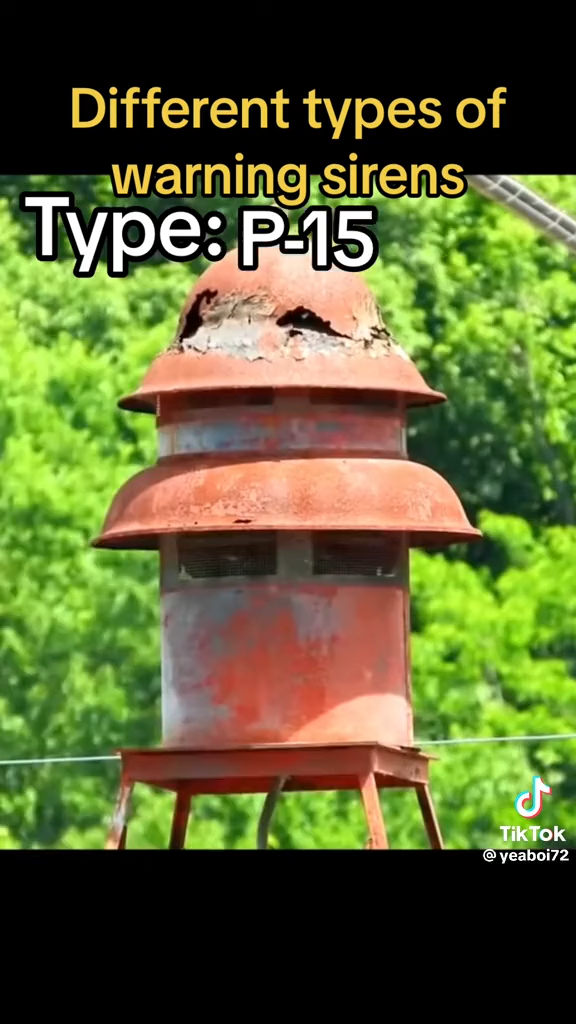 Different types of
warning sirens
Type: P-15
TikTok
@yeaboi72